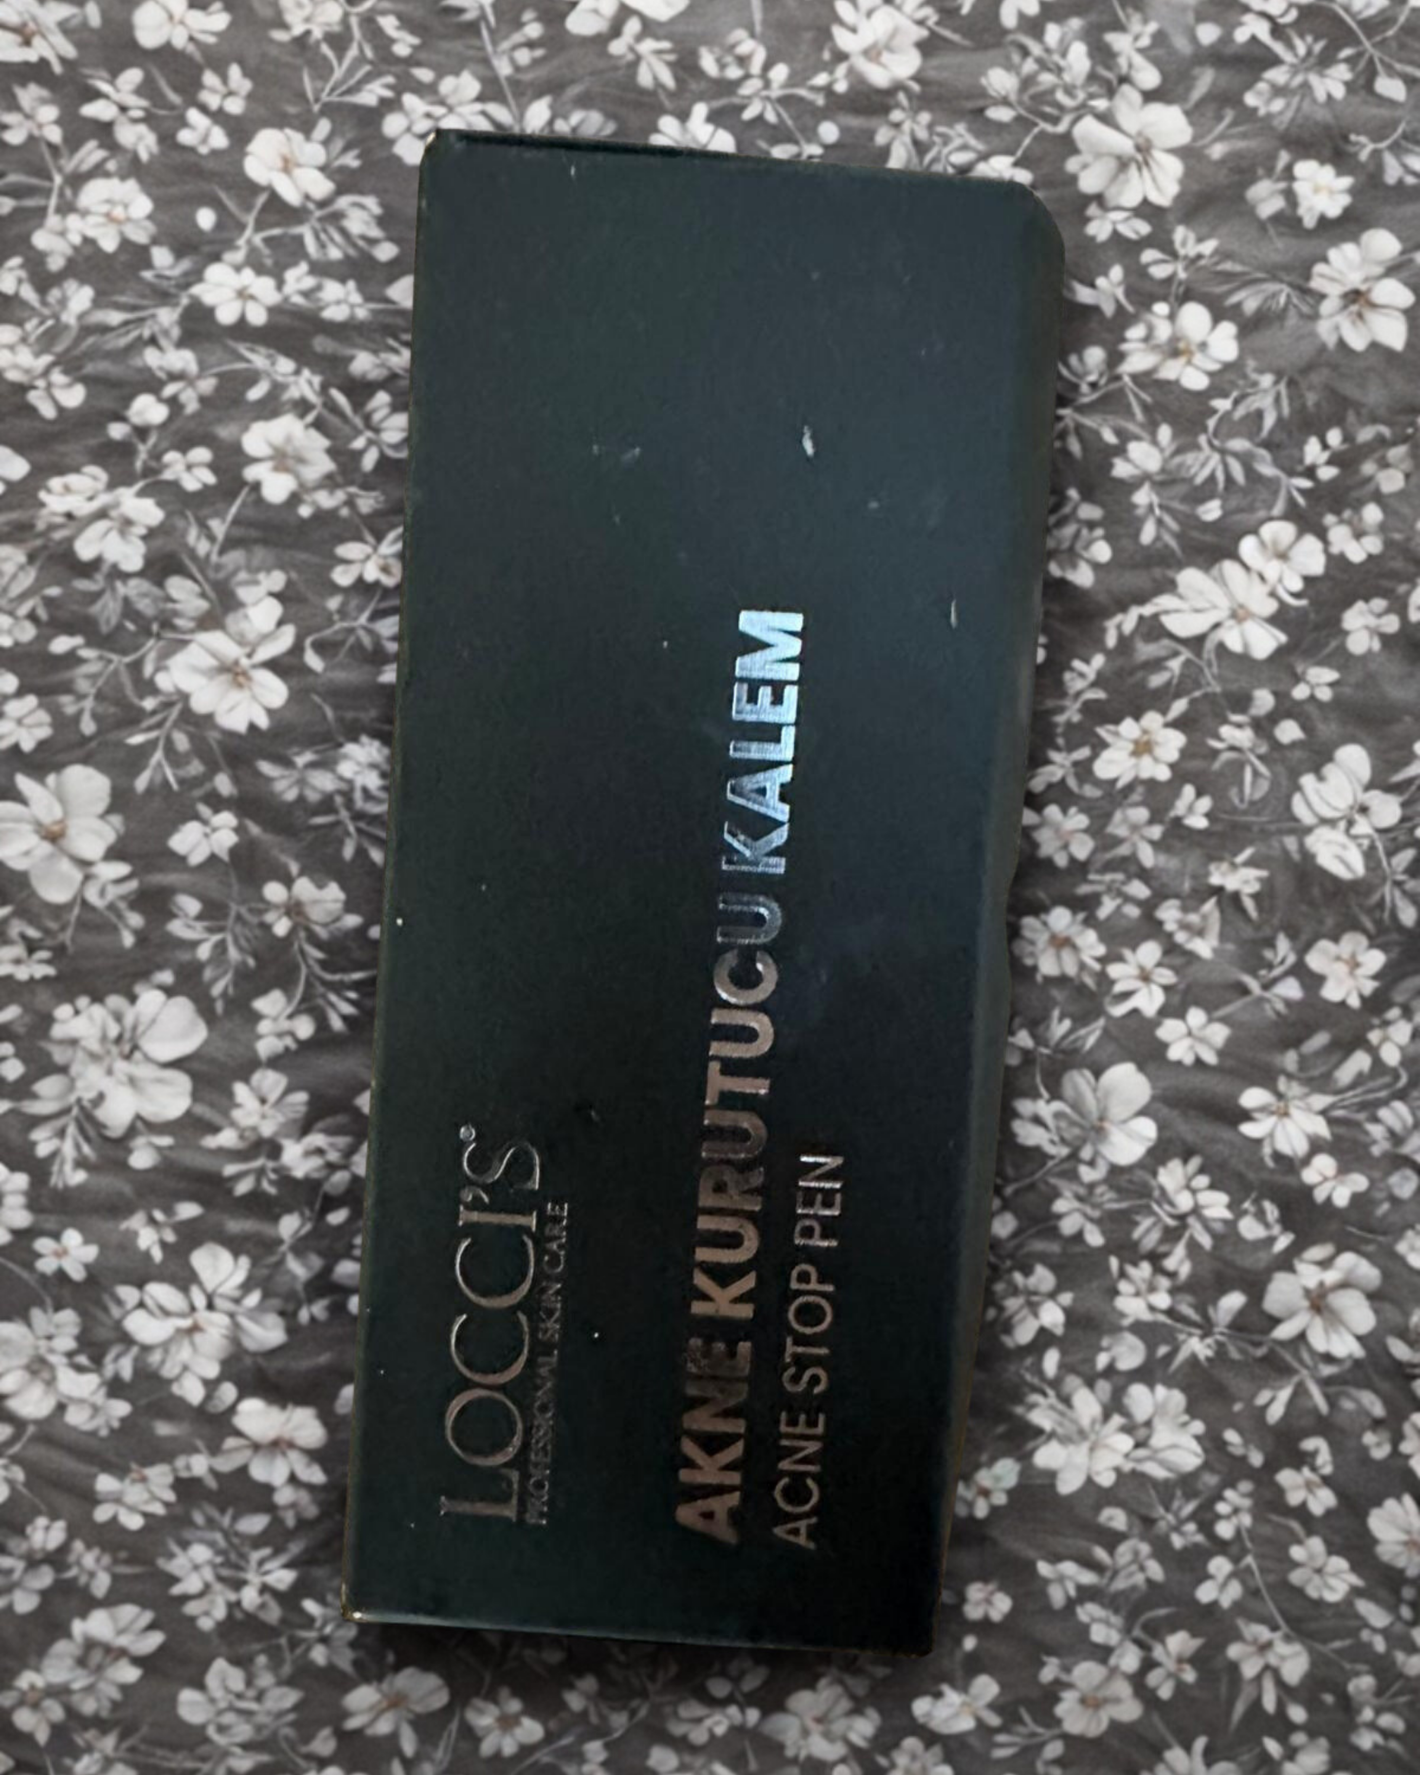 LOCCI'S
PROFESSIONAL SKIN CARE
AKNE KURUTUCU KALEM
ACNE STOP PEN